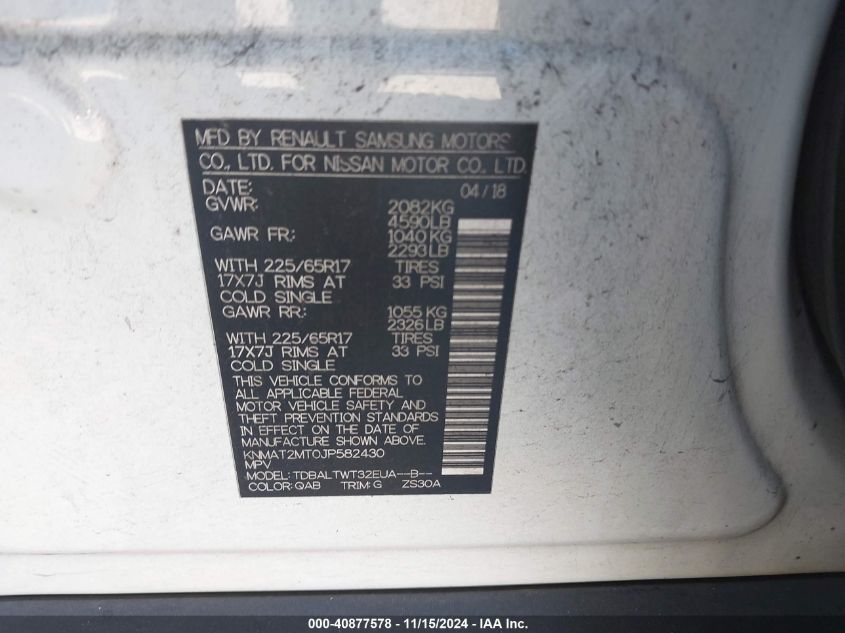 MFD BY RENAULT SAMSUNG MOTORS
CO., LTD. FOR NISSAN MOTOR CO., LTD.
DATE: 04/18
GVWR: 2082KG
4590LB
GAWR FR.: 1040 KG
2293 LB
WITH 225/65R17 TIRES
17X7J RIMS AT 33 PSI
COLD SINGLE
GAWR RR.: 1055 KG
2326 LB
WITH 225/65R17 TIRES
17X7J RIMS AT 33 PSI
COLD SINGLE
THIS VEHICLE CONFORMS TO
ALL APPLICABLE FEDERAL
MOTOR VEHICLE SAFETY AND
THEFT PREVENTION STANDARDS
IN EFFECT ON THE DATE OF
MANUFACTURE SHOWN ABOVE.
KNMAT2MT0JP582430
MPV
MODEL: TDBALTWT32EUA--B--
COLOR: QAB TRIM: G ZS30A
000-40877578 - 11/15/2024 - IAA Inc.